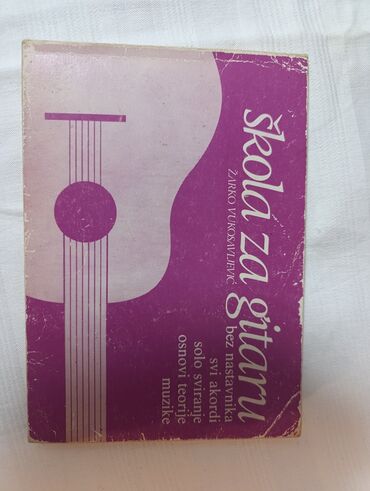 škola za gitaru
ŽARKO VUKOSAVLJEVIĆ
bez nastavnika
svi akordi
solo sviranje
osnovi teorije
muzike